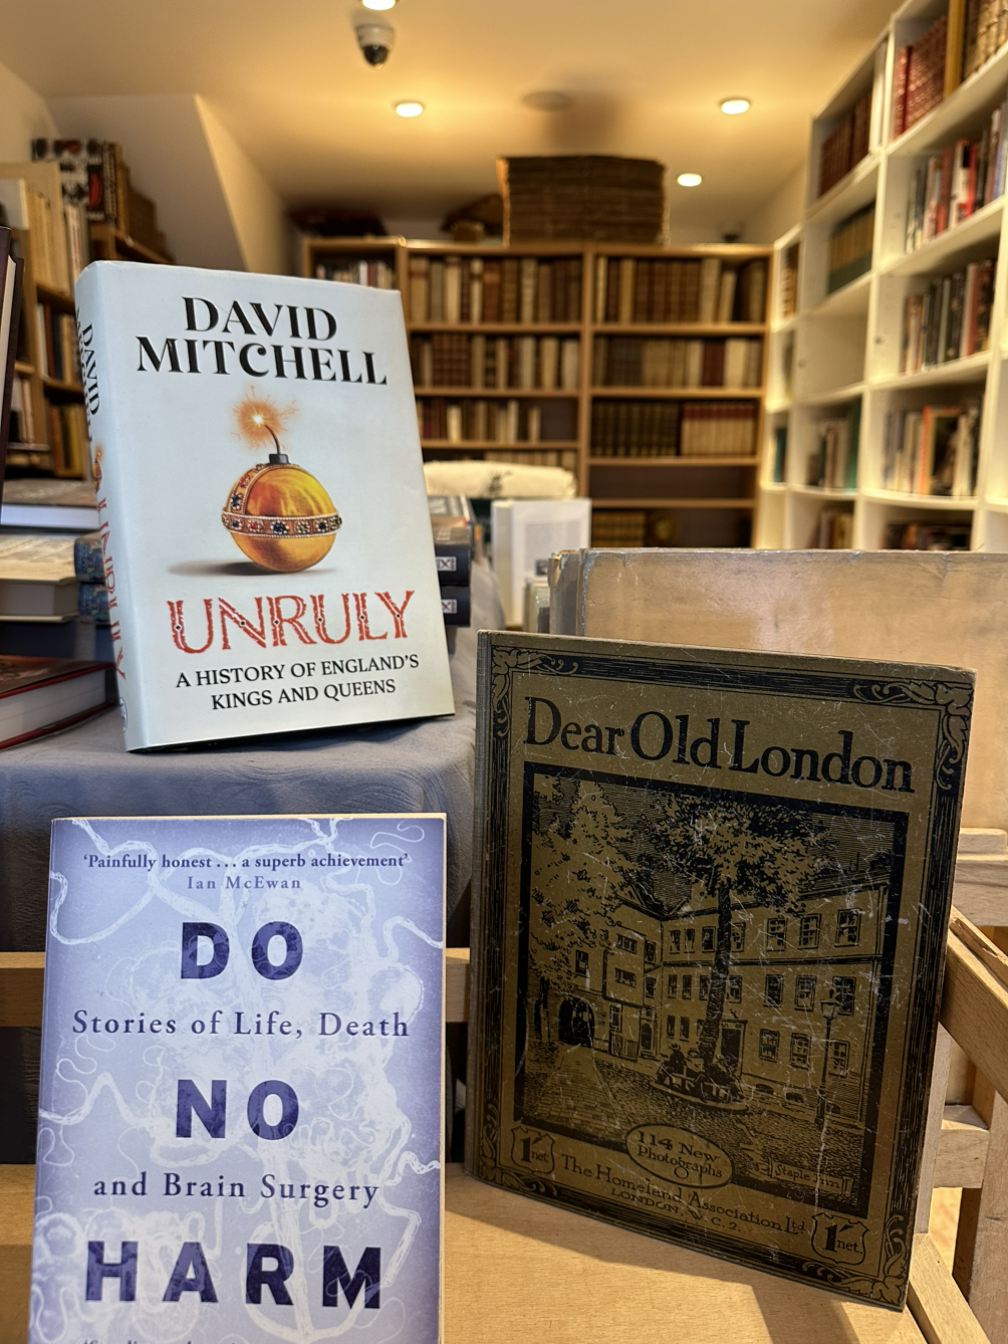 DAVID
MITCHELL
UNRULY
A HISTORY OF ENGLAND'S
KINGS AND QUEENS
DAVID
UNRULY
'Painfully honest . . . a superb achievement'
Ian McEwan
DO
Stories of Life, Death
NO
and Brain Surgery
HARM
Dear Old London
114 New
Photographs
Staple Inn
1/- net
The Homeland Association Ltd.
LONDON, W.C.2.
1/- net